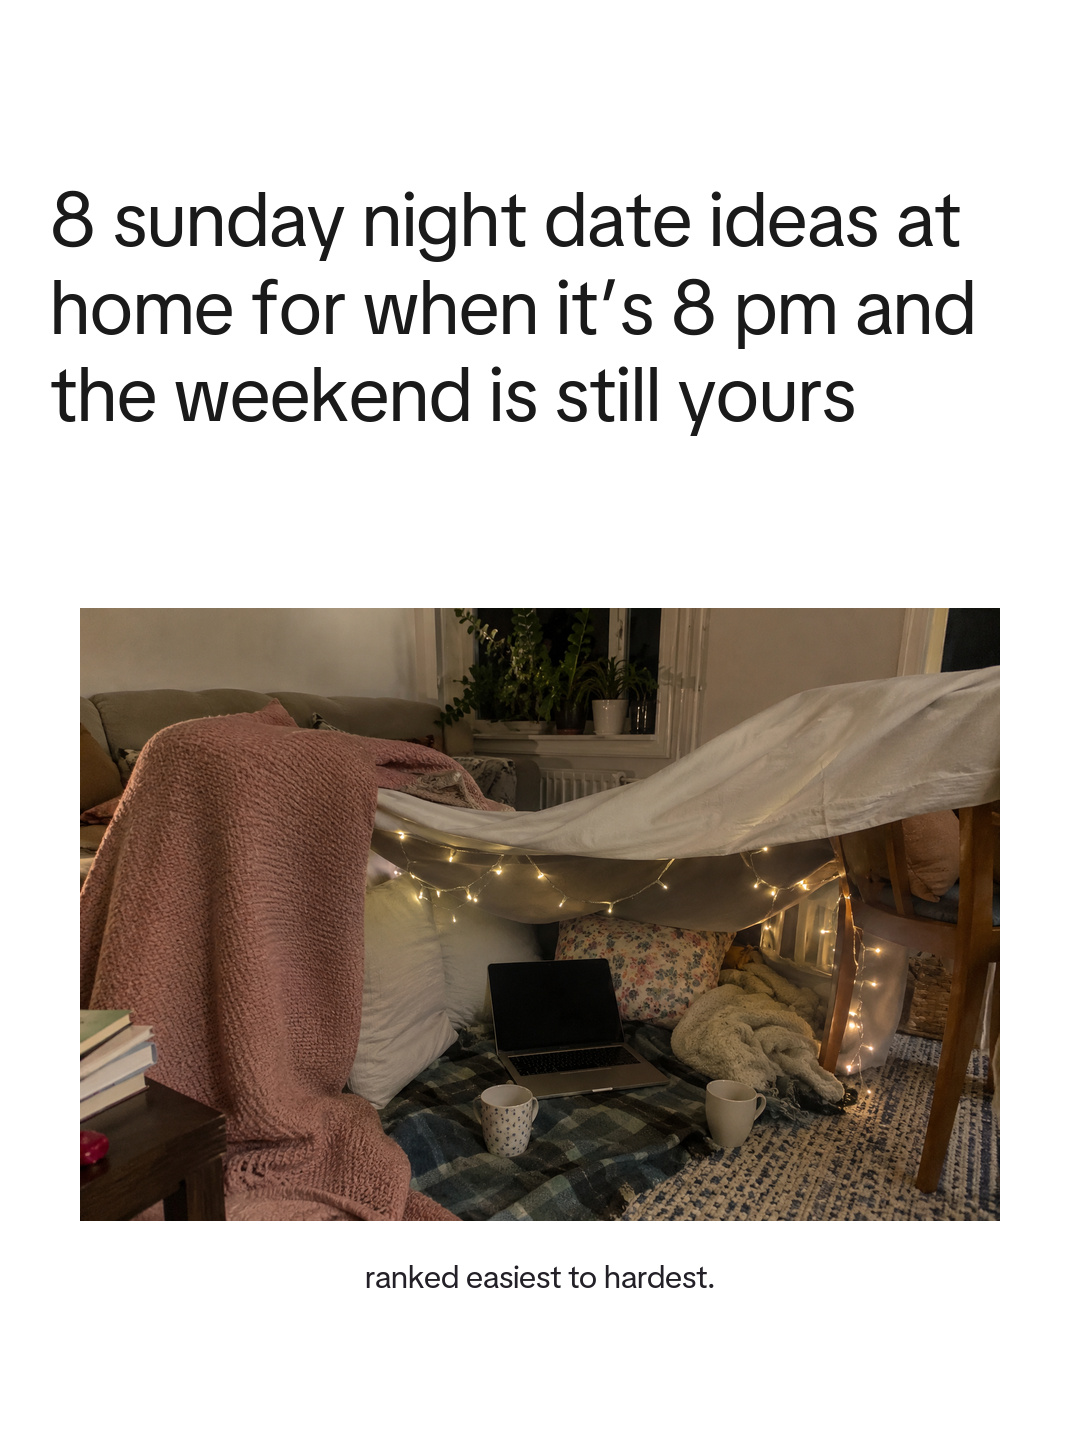 8 sunday night date ideas at
home for when it’s 8 pm and
the weekend is still yours
ranked easiest to hardest.